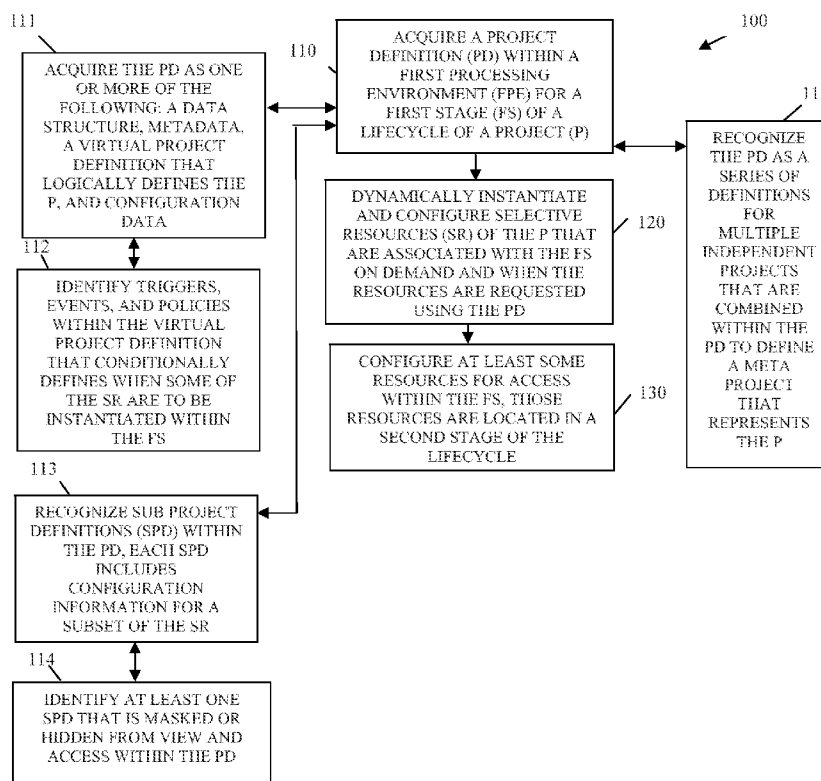 100
110
ACQUIRE A PROJECT
DEFINITION (PD) WITHIN A
FIRST PROCESSING
ENVIRONMENT (FPE) FOR A
FIRST STAGE (FS) OF A
LIFECYCLE OF A PROJECT (P)
111
ACQUIRE THE PD AS ONE
OR MORE OF THE
FOLLOWING: A DATA
STRUCTURE, METADATA,
A VIRTUAL PROJECT
DEFINITION THAT
LOGICALLY DEFINES THE
P, AND CONFIGURATION
DATA
112
IDENTIFY TRIGGERS,
EVENTS, AND POLICIES
WITHIN THE VIRTUAL
PROJECT DEFINITION
THAT CONDITIONALLY
DEFINES WHEN SOME OF
THE SR ARE TO BE
INSTANTIATED WITHIN
THE FS
113
RECOGNIZE SUB PROJECT
DEFINITIONS (SPD) WITHIN
THE PD, EACH SPD
INCLUDES
CONFIGURATION
INFORMATION FOR A
SUBSET OF THE SR
114
IDENTIFY AT LEAST ONE
SPD THAT IS MASKED OR
HIDDEN FROM VIEW AND
ACCESS WITHIN THE PD
120
DYNAMICALLY INSTANTIATE
AND CONFIGURE SELECTIVE
RESOURCES (SR) OF THE P THAT
ARE ASSOCIATED WITH THE FS
ON DEMAND AND WHEN THE
RESOURCES ARE REQUESTED
USING THE PD
130
CONFIGURE AT LEAST SOME
RESOURCES FOR ACCESS
WITHIN THE FS, THOSE
RESOURCES ARE LOCATED IN A
SECOND STAGE OF THE
LIFECYCLE
11
RECOGNIZE
THE PD AS A
SERIES OF
DEFINITIONS
FOR
MULTIPLE
INDEPENDENT
PROJECTS
THAT ARE
COMBINED
WITHIN THE
PD TO DEFINE
A META
PROJECT
THAT
REPRESENTS
THE P